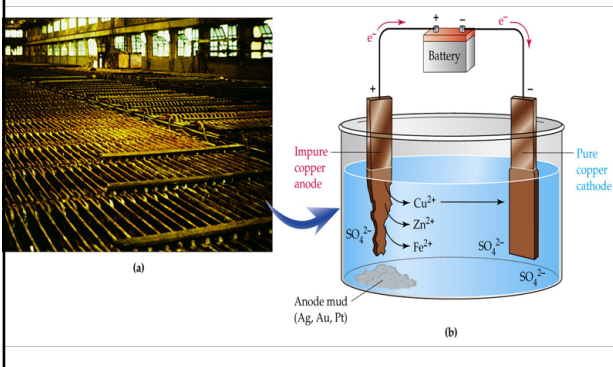 (a)
e⁻
+
−
e⁻
Battery
+
−
Impure
copper
anode
Pure
copper
cathode
Cu²⁺
Zn²⁺
Fe²⁺
SO₄²⁻
SO₄²⁻
SO₄²⁻
Anode mud
(Ag, Au, Pt)
(b)